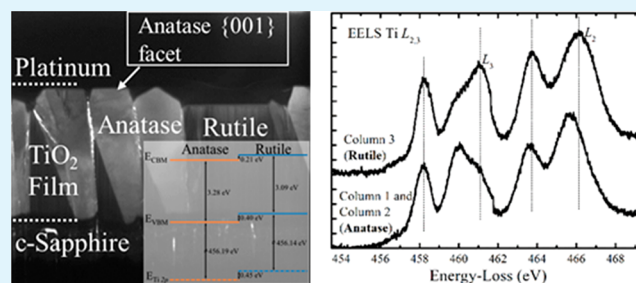 Anatase {001}
facet
Platinum
Anatase
Rutile
TiO2
Film
c-Sapphire
Anatase Rutile
ECBM
0.21 eV
3.28 eV
3.09 eV
EVBM
0.40 eV
456.19 eV
456.14 eV
ETi 2p
0.45 eV
EELS Ti L2,3
L3
L2
Column 3
(Rutile)
Column 1 and
Column 2
(Anatase)
454 456 458 460 462 464 466 468
Energy-Loss (eV)